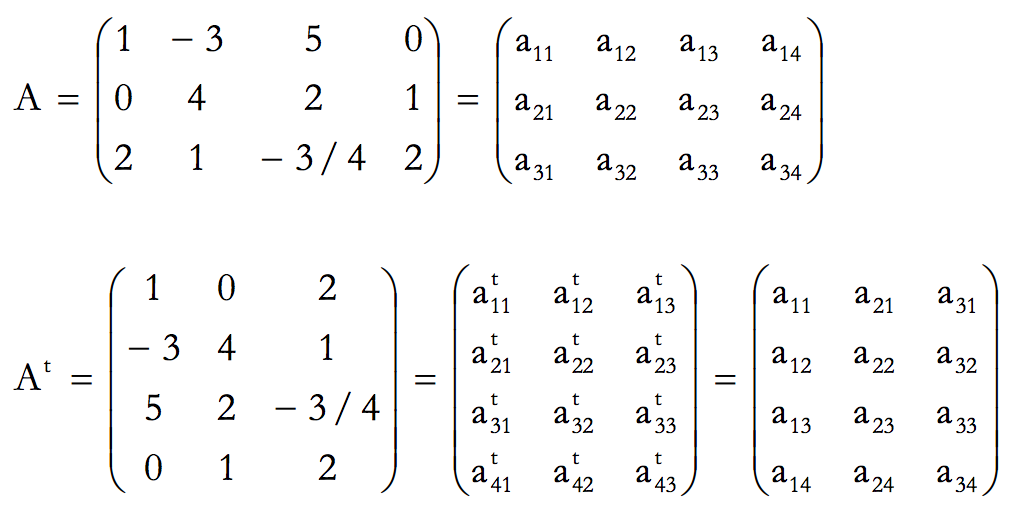 A = ( 1 − 3 5 0 ; 0 4 2 1 ; 2 1 − 3 / 4 2 ) = ( a₁₁ a₁₂ a₁₃ a₁₄ ; a₂₁ a₂₂ a₂₃ a₂₄ ; a₃₁ a₃₂ a₃₃ a₃₄ )
Aᵗ = ( 1 0 2 ; − 3 4 1 ; 5 2 − 3 / 4 ; 0 1 2 ) = ( aᵗ₁₁ aᵗ₁₂ aᵗ₁₃ ; aᵗ₂₁ aᵗ₂₂ aᵗ₂₃ ; aᵗ₃₁ aᵗ₃₂ aᵗ₃₃ ; aᵗ₄₁ aᵗ₄₂ aᵗ₄₃ ) = ( a₁₁ a₂₁ a₃₁ ; a₁₂ a₂₂ a₃₂ ; a₁₃ a₂₃ a₃₃ ; a₁₄ a₂₄ a₃₄ )